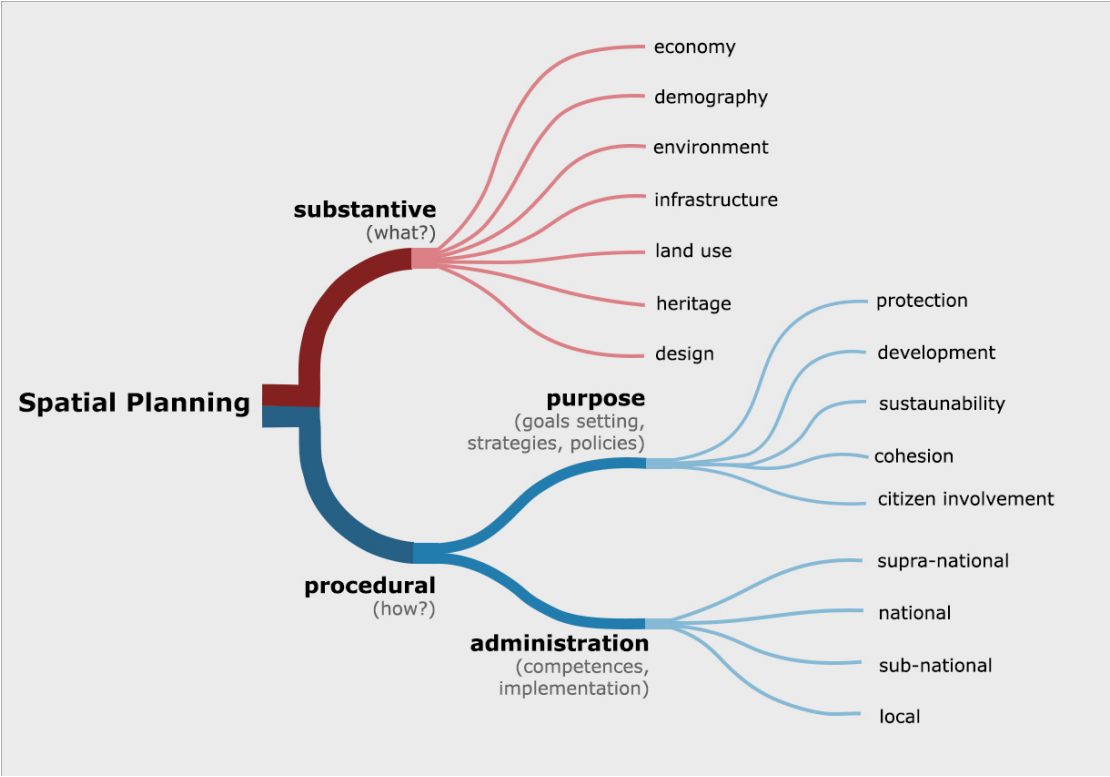 Spatial Planning
substantive
(what?)
economy
demography
environment
infrastructure
land use
heritage
design
procedural
(how?)
purpose
(goals setting,
strategies, policies)
protection
development
sustaunability
cohesion
citizen involvement
administration
(competences,
implementation)
supra-national
national
sub-national
local